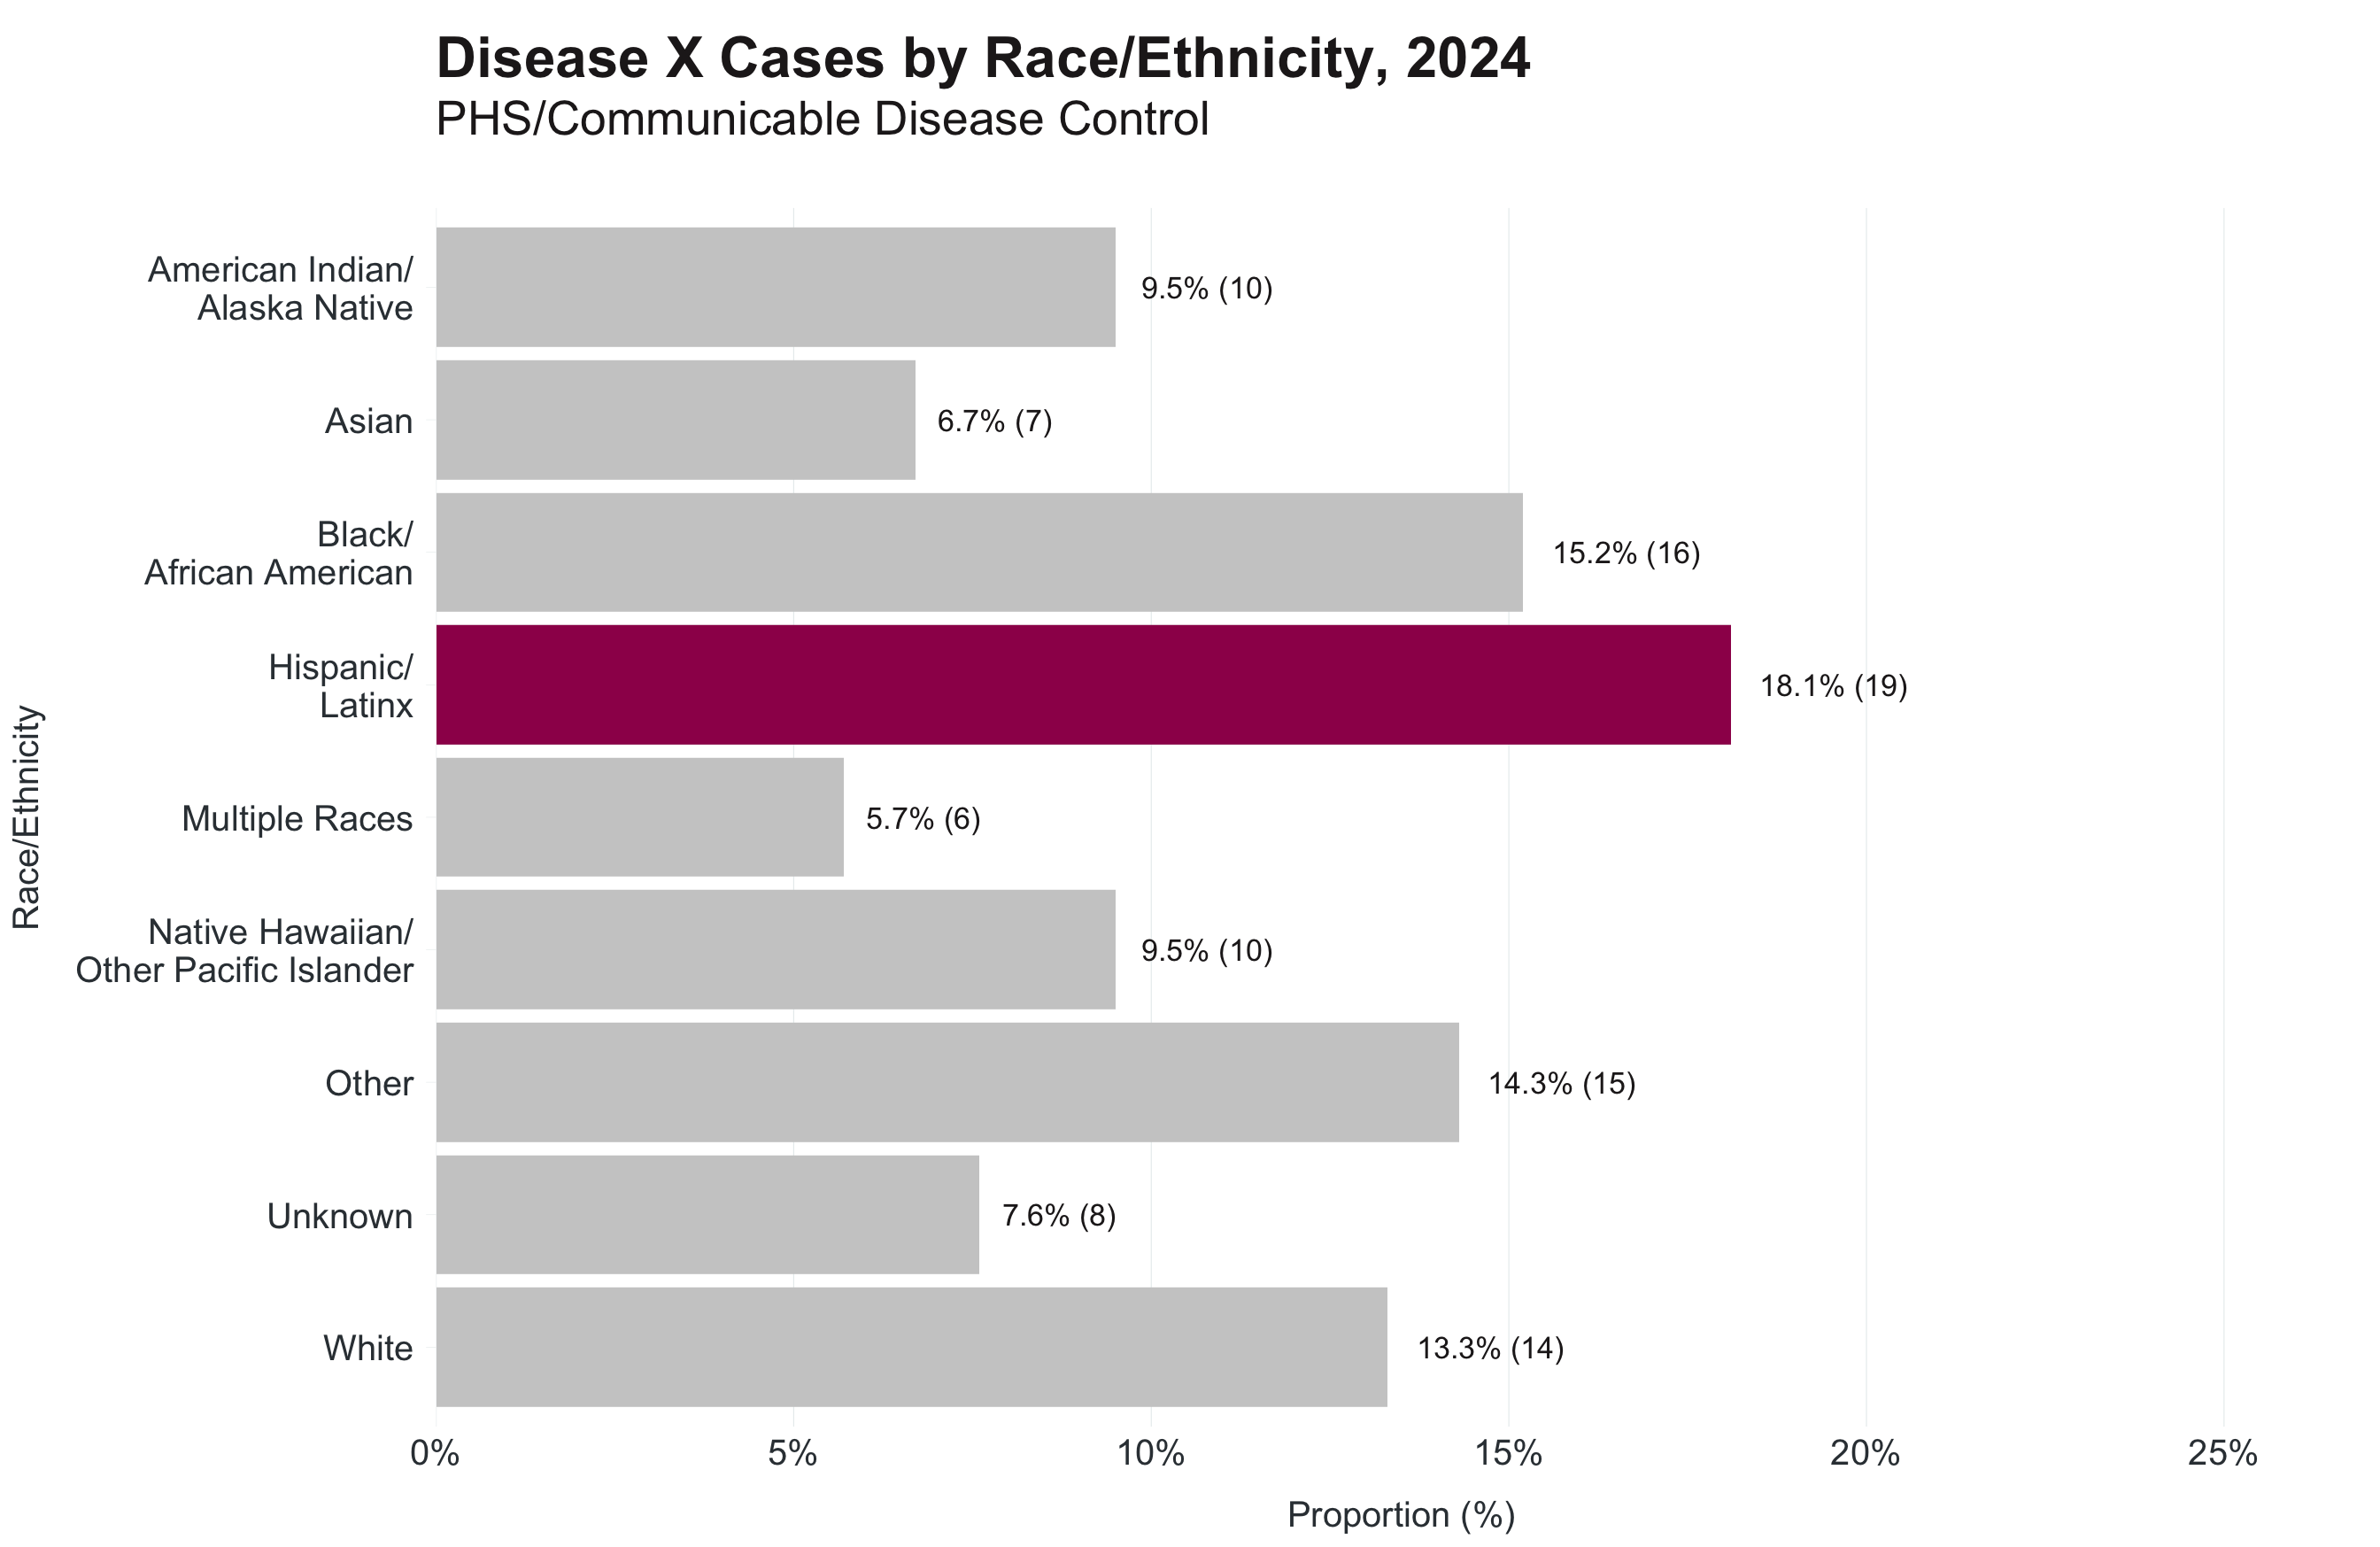 Disease X Cases by Race/Ethnicity, 2024
PHS/Communicable Disease Control
Race/Ethnicity
American Indian/
Alaska Native
9.5% (10)
Asian
6.7% (7)
Black/
African American
15.2% (16)
Hispanic/
Latinx
18.1% (19)
Multiple Races
5.7% (6)
Native Hawaiian/
Other Pacific Islander
9.5% (10)
Other
14.3% (15)
Unknown
7.6% (8)
White
13.3% (14)
0% 5% 10% 15% 20% 25%
Proportion (%)